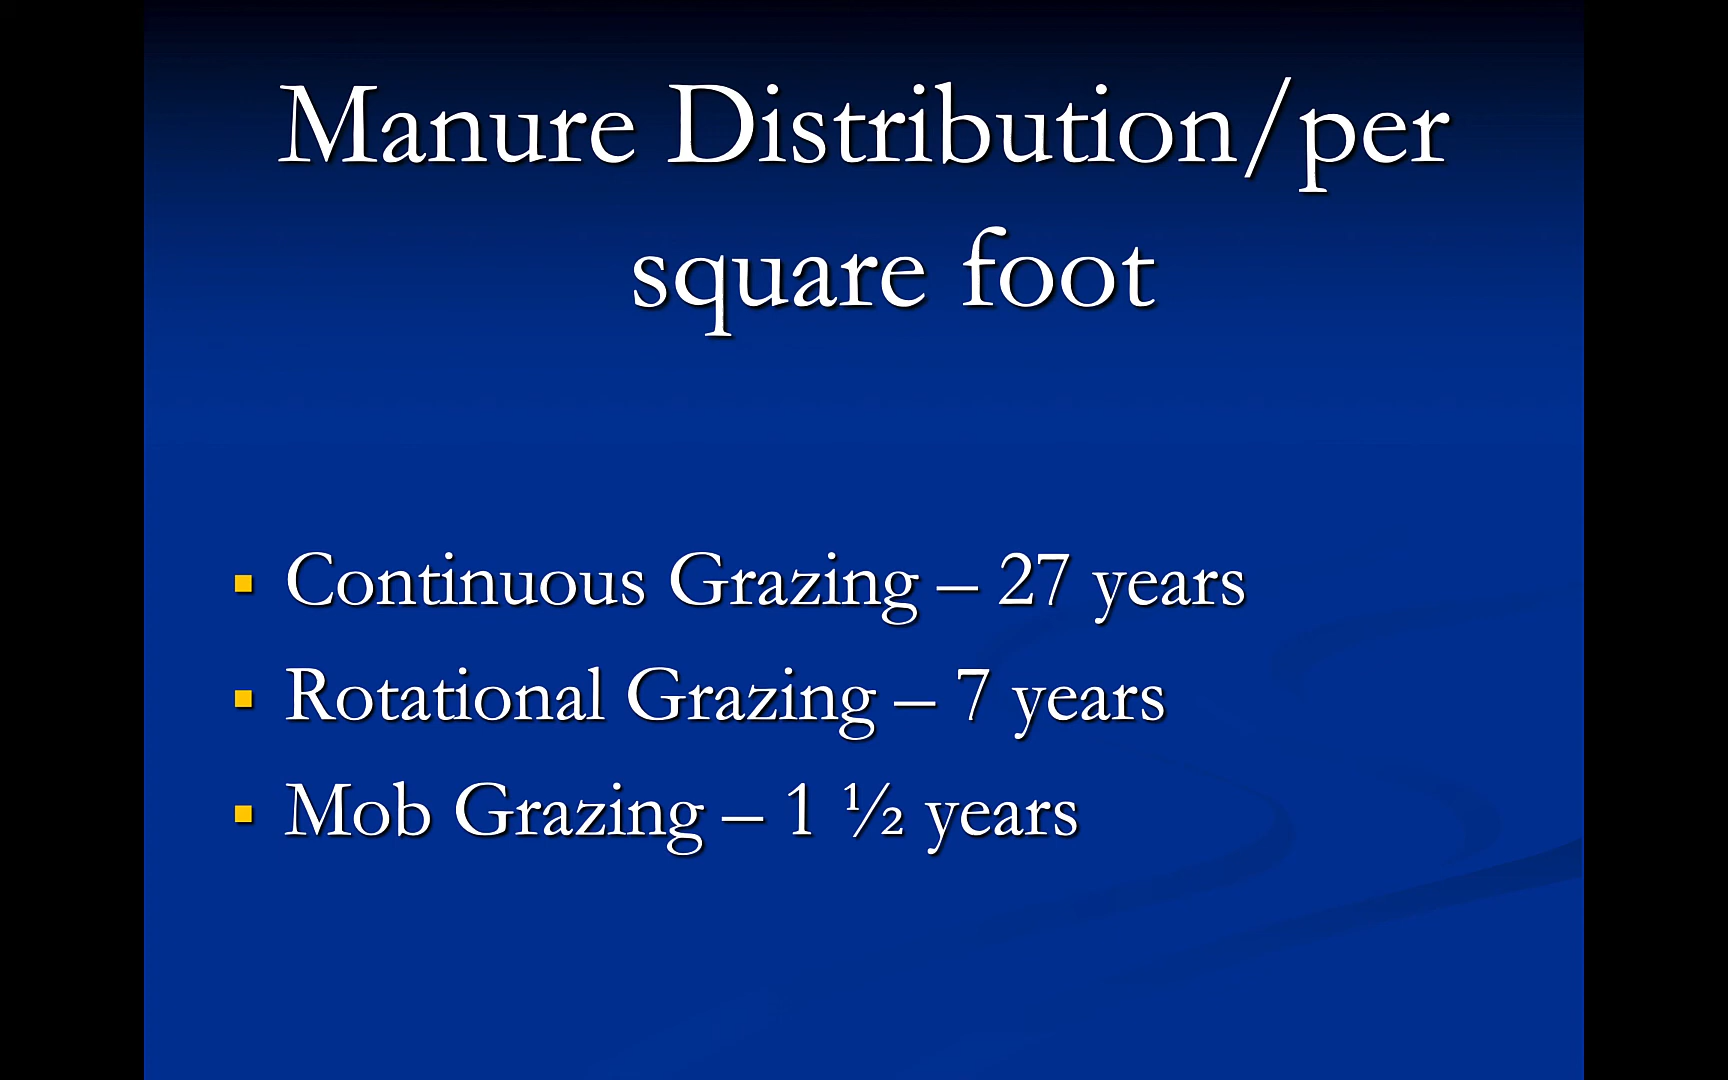 Manure Distribution/per
square foot
▪ Continuous Grazing – 27 years
▪ Rotational Grazing – 7 years
▪ Mob Grazing – 1 ½ years